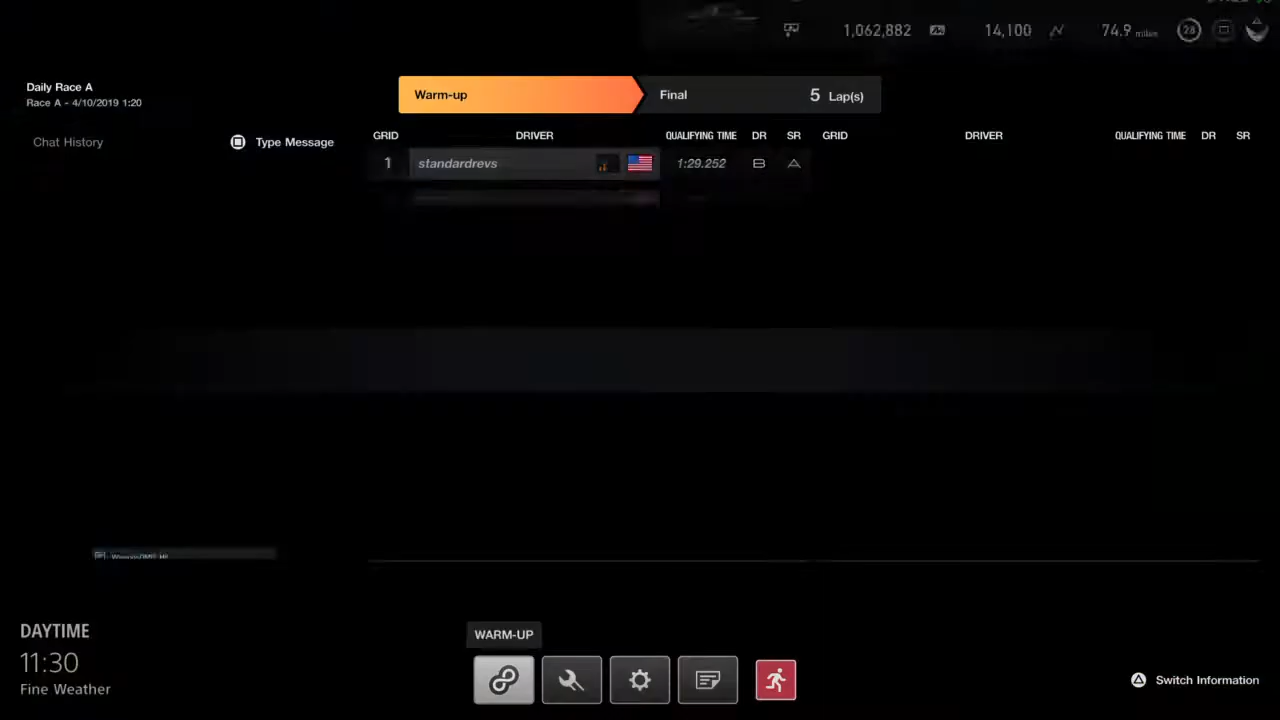 1,062,882 14,100 74.9 miles 28
Daily Race A
Race A - 4/10/2019 1:20
Warm-up Final 5 Lap(s)
Chat History Type Message
GRID DRIVER QUALIFYING TIME DR SR GRID DRIVER QUALIFYING TIME DR SR
1 standardrevs 1:29.252 B A
DAYTIME
11:30
Fine Weather
WARM-UP
Switch Information